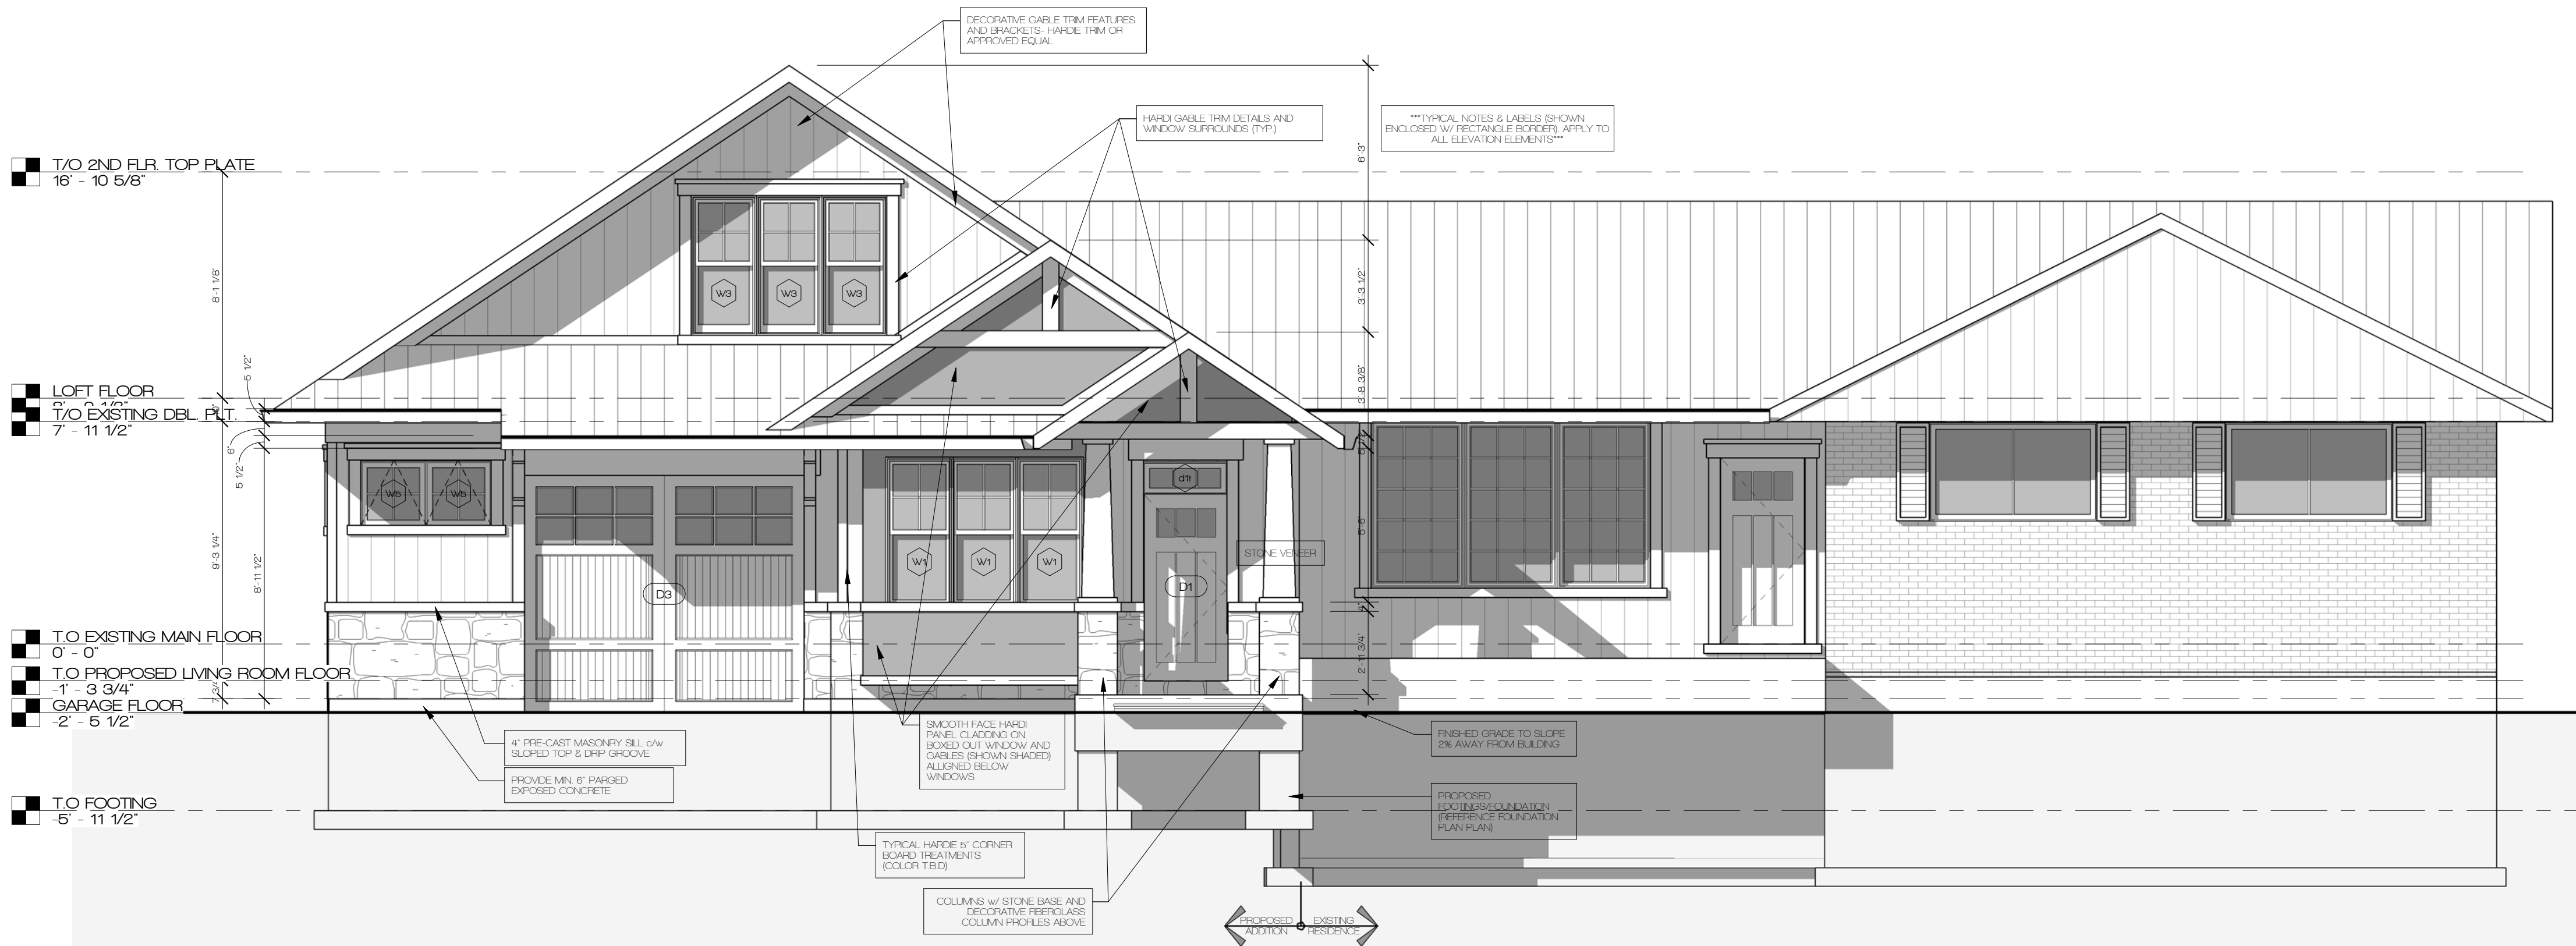 DECORATIVE GABLE TRIM FEATURES
AND BRACKETS- HARDIE TRIM OR
APPROVED EQUAL
HARDI GABLE TRIM DETAILS AND
WINDOW SURROUNDS (TYP.)
***TYPICAL NOTES & LABELS (SHOWN
ENCLOSED W/ RECTANGLE BORDER). APPLY TO
ALL ELEVATION ELEMENTS***
T/O 2ND FLR. TOP PLATE
16' - 10 5/8"
LOFT FLOOR
T/O EXISTING DBL. PLT.
7' - 11 1/2"
T.O EXISTING MAIN FLOOR
0' - 0"
T.O PROPOSED LIVING ROOM FLOOR
-1' - 3 3/4"
GARAGE FLOOR
-2' - 5 1/2"
T.O FOOTING
-5' - 11 1/2"
8'-1 1/8"
5 1/2"
6"
5 1/2"
9'-3 1/4"
8'-11 1/2"
6'-3"
3'-3 1/2"
3'-8 3/8"
5'-6"
2'-11 3/4"
W3
W3
W3
W5
W5
D3
W1
W1
W1
d1t
D1
STONE VENEER
4" PRE-CAST MASONRY SILL c/w
SLOPED TOP & DRIP GROOVE
PROVIDE MIN. 6" PARGED
EXPOSED CONCRETE
SMOOTH FACE HARDI
PANEL CLADDING ON
BOXED OUT WINDOW AND
GABLES (SHOWN SHADED)
ALLIGNED BELOW
WINDOWS
FINISHED GRADE TO SLOPE
2% AWAY FROM BUILDING
PROPOSED
FOOTINGS/FOUNDATION
(REFERENCE FOUNDATION
PLAN PLAN)
TYPICAL HARDIE 5" CORNER
BOARD TREATMENTS
(COLOR T.B.D)
COLUMNS w/ STONE BASE AND
DECORATIVE FIBERGLASS
COLUMN PROFILES ABOVE
PROPOSED
ADDITION
EXISTING
RESIDENCE